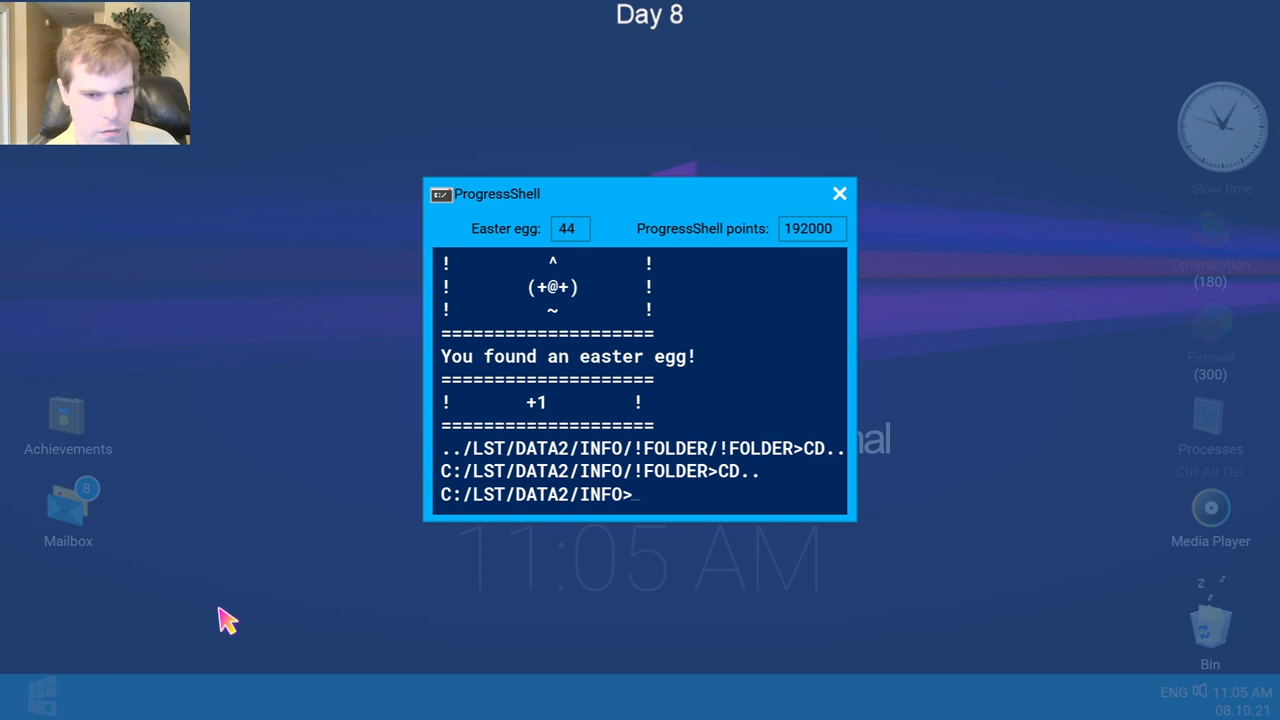 Day 8
ProgressShell
Easter egg: 44 ProgressShell points: 192000
! ^ !
! (+@+) !
! ~ !
====================
You found an easter egg!
====================
! +1 !
====================
../LST/DATA2/INFO/!FOLDER/!FOLDER>CD..
C:/LST/DATA2/INFO/!FOLDER>CD..
C:/LST/DATA2/INFO>_
Achievements
8
Mailbox
Slow time
Optimization
(180)
Firewall
(300)
nal
Processes
Ctrl Alt Del
Media Player
Bin
11:05 AM
ENG 11:05 AM
08.10.21